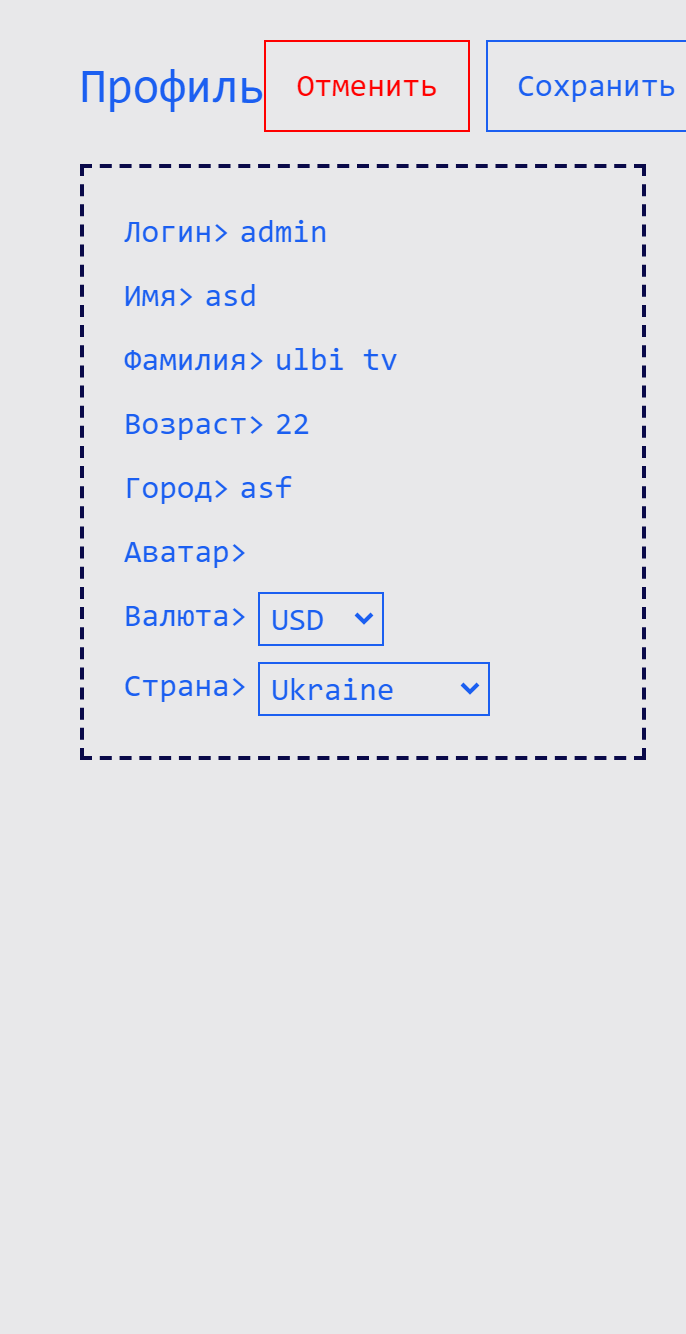 Профиль Отменить Сохранить
Логин> admin
Имя> asd
Фамилия> ulbi tv
Возраст> 22
Город> asf
Аватар>
Валюта> USD
Страна> Ukraine